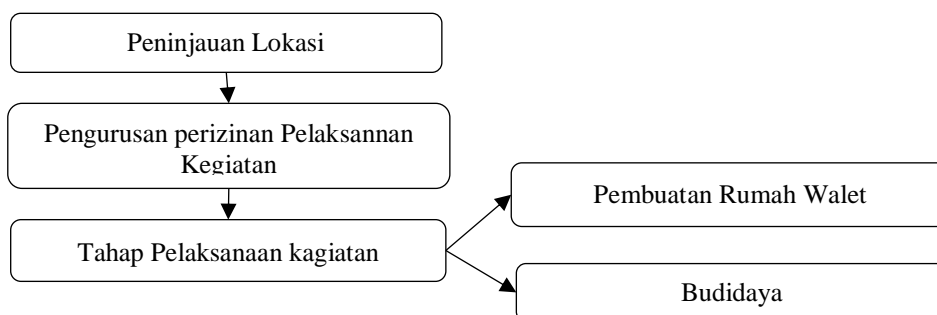 Peninjauan Lokasi
Pengurusan perizinan Pelaksannan
Kegiatan
Tahap Pelaksanaan kagiatan
Pembuatan Rumah Walet
Budidaya